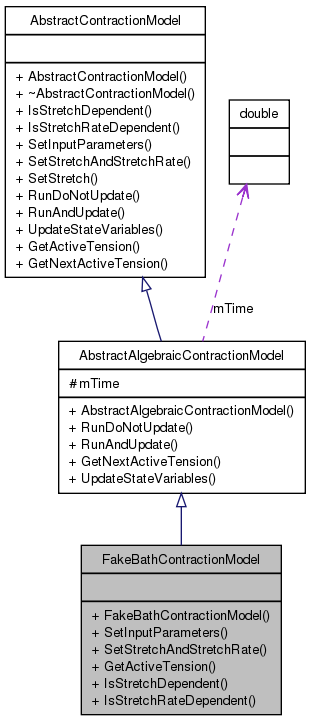 AbstractContractionModel
+ AbstractContractionModel()
+ ~AbstractContractionModel()
+ IsStretchDependent()
+ IsStretchRateDependent()
+ SetInputParameters()
+ SetStretchAndStretchRate()
+ SetStretch()
+ RunDoNotUpdate()
+ RunAndUpdate()
+ UpdateStateVariables()
+ GetActiveTension()
+ GetNextActiveTension()
double
mTime
AbstractAlgebraicContractionModel
# mTime
+ AbstractAlgebraicContractionModel()
+ RunDoNotUpdate()
+ RunAndUpdate()
+ GetNextActiveTension()
+ UpdateStateVariables()
FakeBathContractionModel
+ FakeBathContractionModel()
+ SetInputParameters()
+ SetStretchAndStretchRate()
+ GetActiveTension()
+ IsStretchDependent()
+ IsStretchRateDependent()